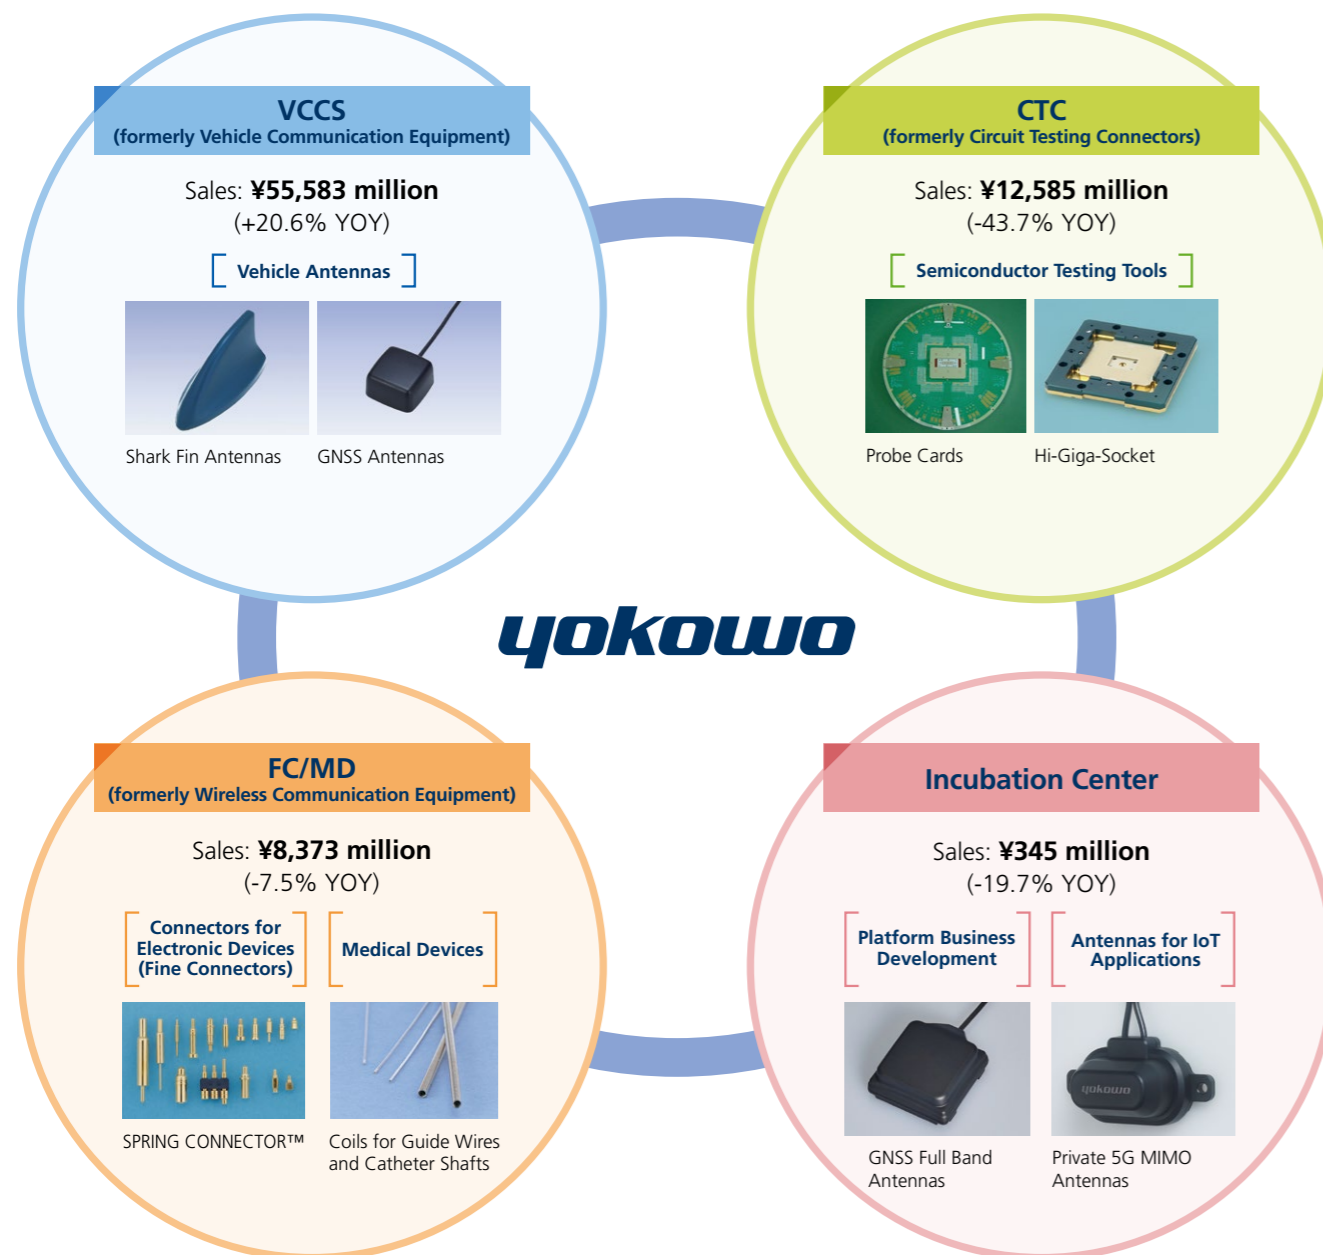 VCCS
(formerly Vehicle Communication Equipment)
Sales: ¥55,583 million
(+20.6% YOY)
Vehicle Antennas
Shark Fin Antennas
GNSS Antennas
CTC
(formerly Circuit Testing Connectors)
Sales: ¥12,585 million
(-43.7% YOY)
Semiconductor Testing Tools
Probe Cards
Hi-Giga-Socket
yokowo
FC/MD
(formerly Wireless Communication Equipment)
Sales: ¥8,373 million
(-7.5% YOY)
Connectors for
Electronic Devices
(Fine Connectors)
Medical Devices
SPRING CONNECTOR™
Coils for Guide Wires
and Catheter Shafts
Incubation Center
Sales: ¥345 million
(-19.7% YOY)
Platform Business
Development
Antennas for IoT
Applications
yokowo
GNSS Full Band
Antennas
Private 5G MIMO
Antennas